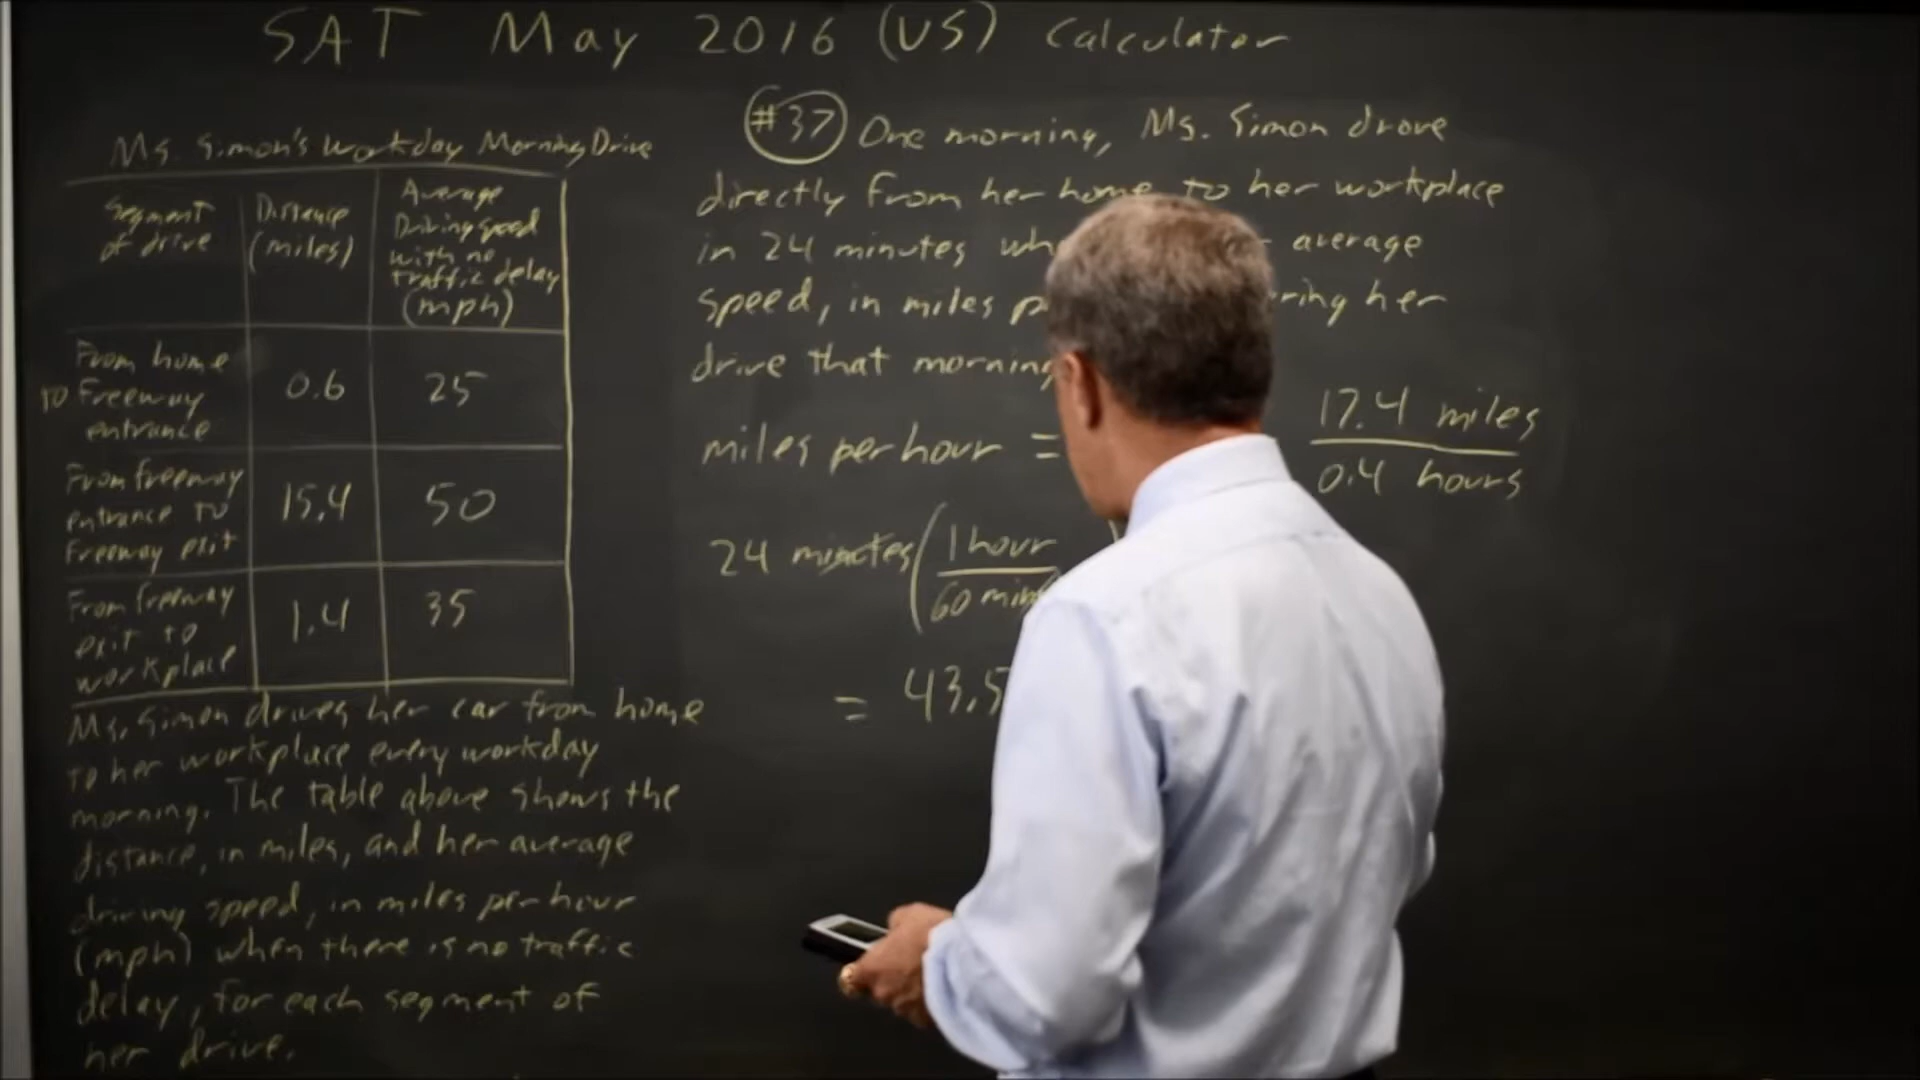 SAT May 2016 (US) Calculator
Ms. Simon's Workday Morning Drive
Segment
of drive
Distance
(miles)
Average
Driving speed
with no
traffic delay
(mph)
From home
to Freeway
entrance
0.6
25
From freeway
entrance to
freeway exit
15.4
50
From freeway
exit to
workplace
1.4
35
Ms. Simon drives her car from home
to her workplace every workday
morning. The table above shows the
distance, in miles, and her average
driving speed, in miles per hour
(mph) when there is no traffic
delay, for each segment of
her drive.
#37 One morning, Ms. Simon drove
directly from her home to her workplace
in 24 minutes average
speed, in miles her
drive that morning
miles per hour =
17.4 miles
0.4 hours
24 minutes (1 hour
60 min
= 43.5